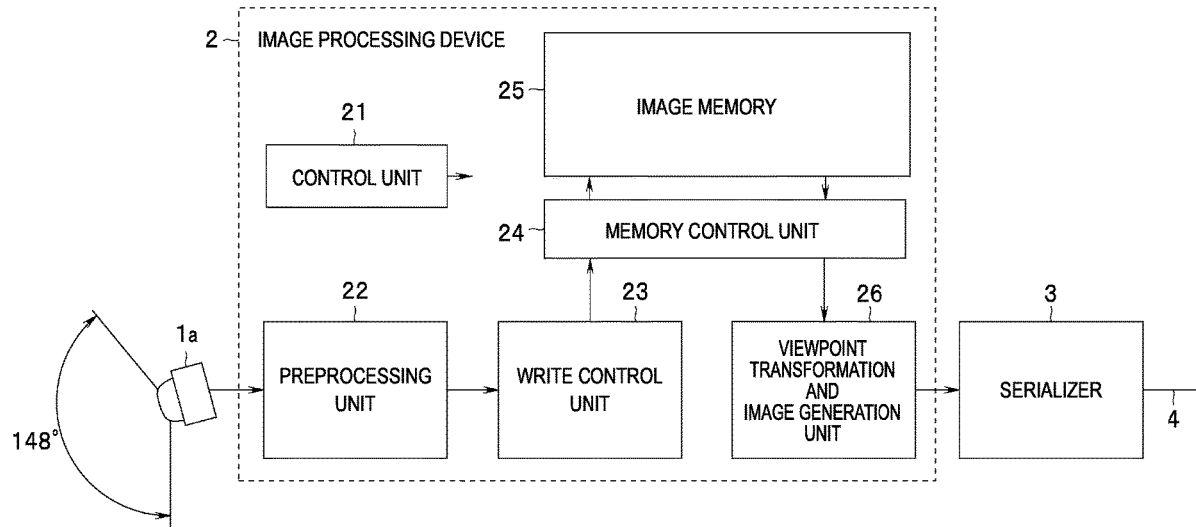 2
IMAGE PROCESSING DEVICE
25
IMAGE MEMORY
21
CONTROL UNIT
24
MEMORY CONTROL UNIT
22
PREPROCESSING
UNIT
23
WRITE CONTROL
UNIT
26
VIEWPOINT
TRANSFORMATION
AND
IMAGE GENERATION
UNIT
3
SERIALIZER
4
1a
148°